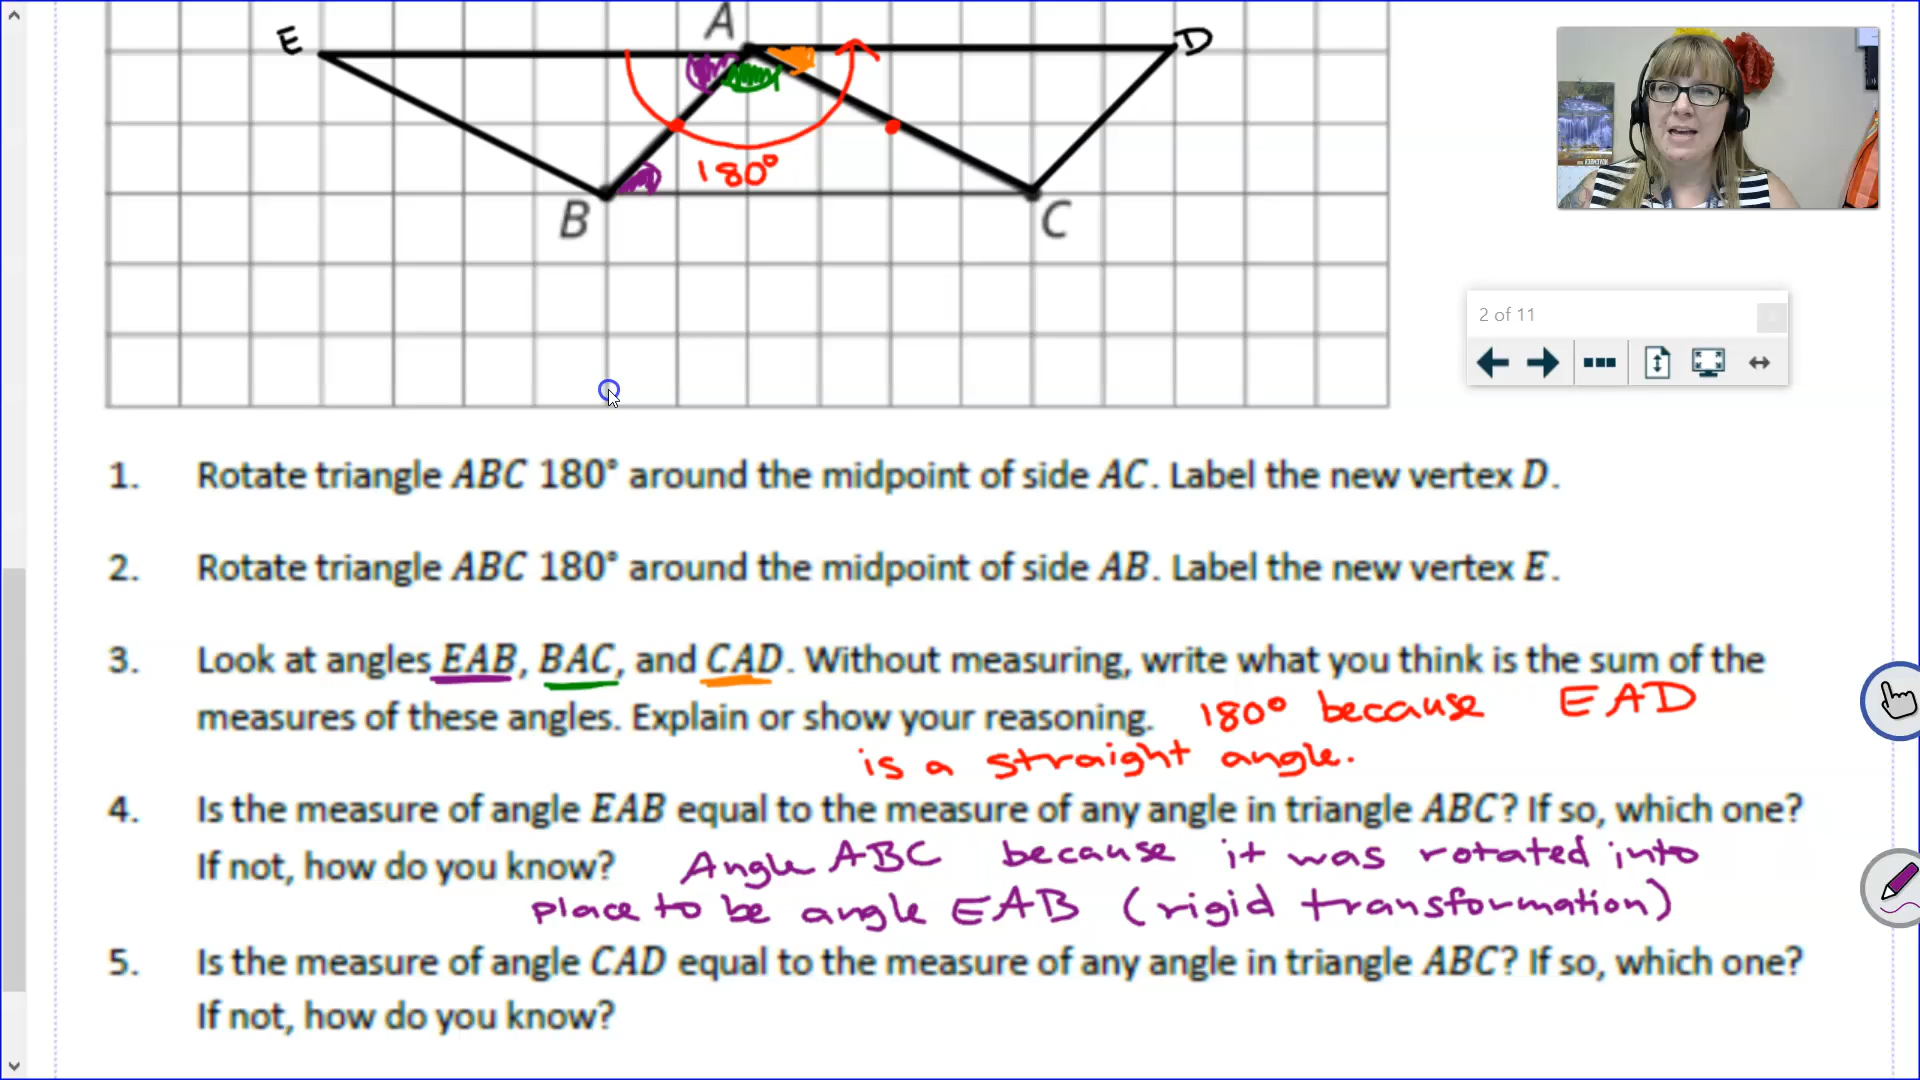 E
A
D
180°
B
C
2 of 11
1. Rotate triangle ABC 180° around the midpoint of side AC. Label the new vertex D.
2. Rotate triangle ABC 180° around the midpoint of side AB. Label the new vertex E.
3. Look at angles EAB, BAC, and CAD. Without measuring, write what you think is the sum of the
measures of these angles. Explain or show your reasoning. 180° because EAD
is a straight angle.
4. Is the measure of angle EAB equal to the measure of any angle in triangle ABC? If so, which one?
If not, how do you know? Angle ABC because it was rotated into
place to be angle EAB (rigid transformation)
5. Is the measure of angle CAD equal to the measure of any angle in triangle ABC? If so, which one?
If not, how do you know?